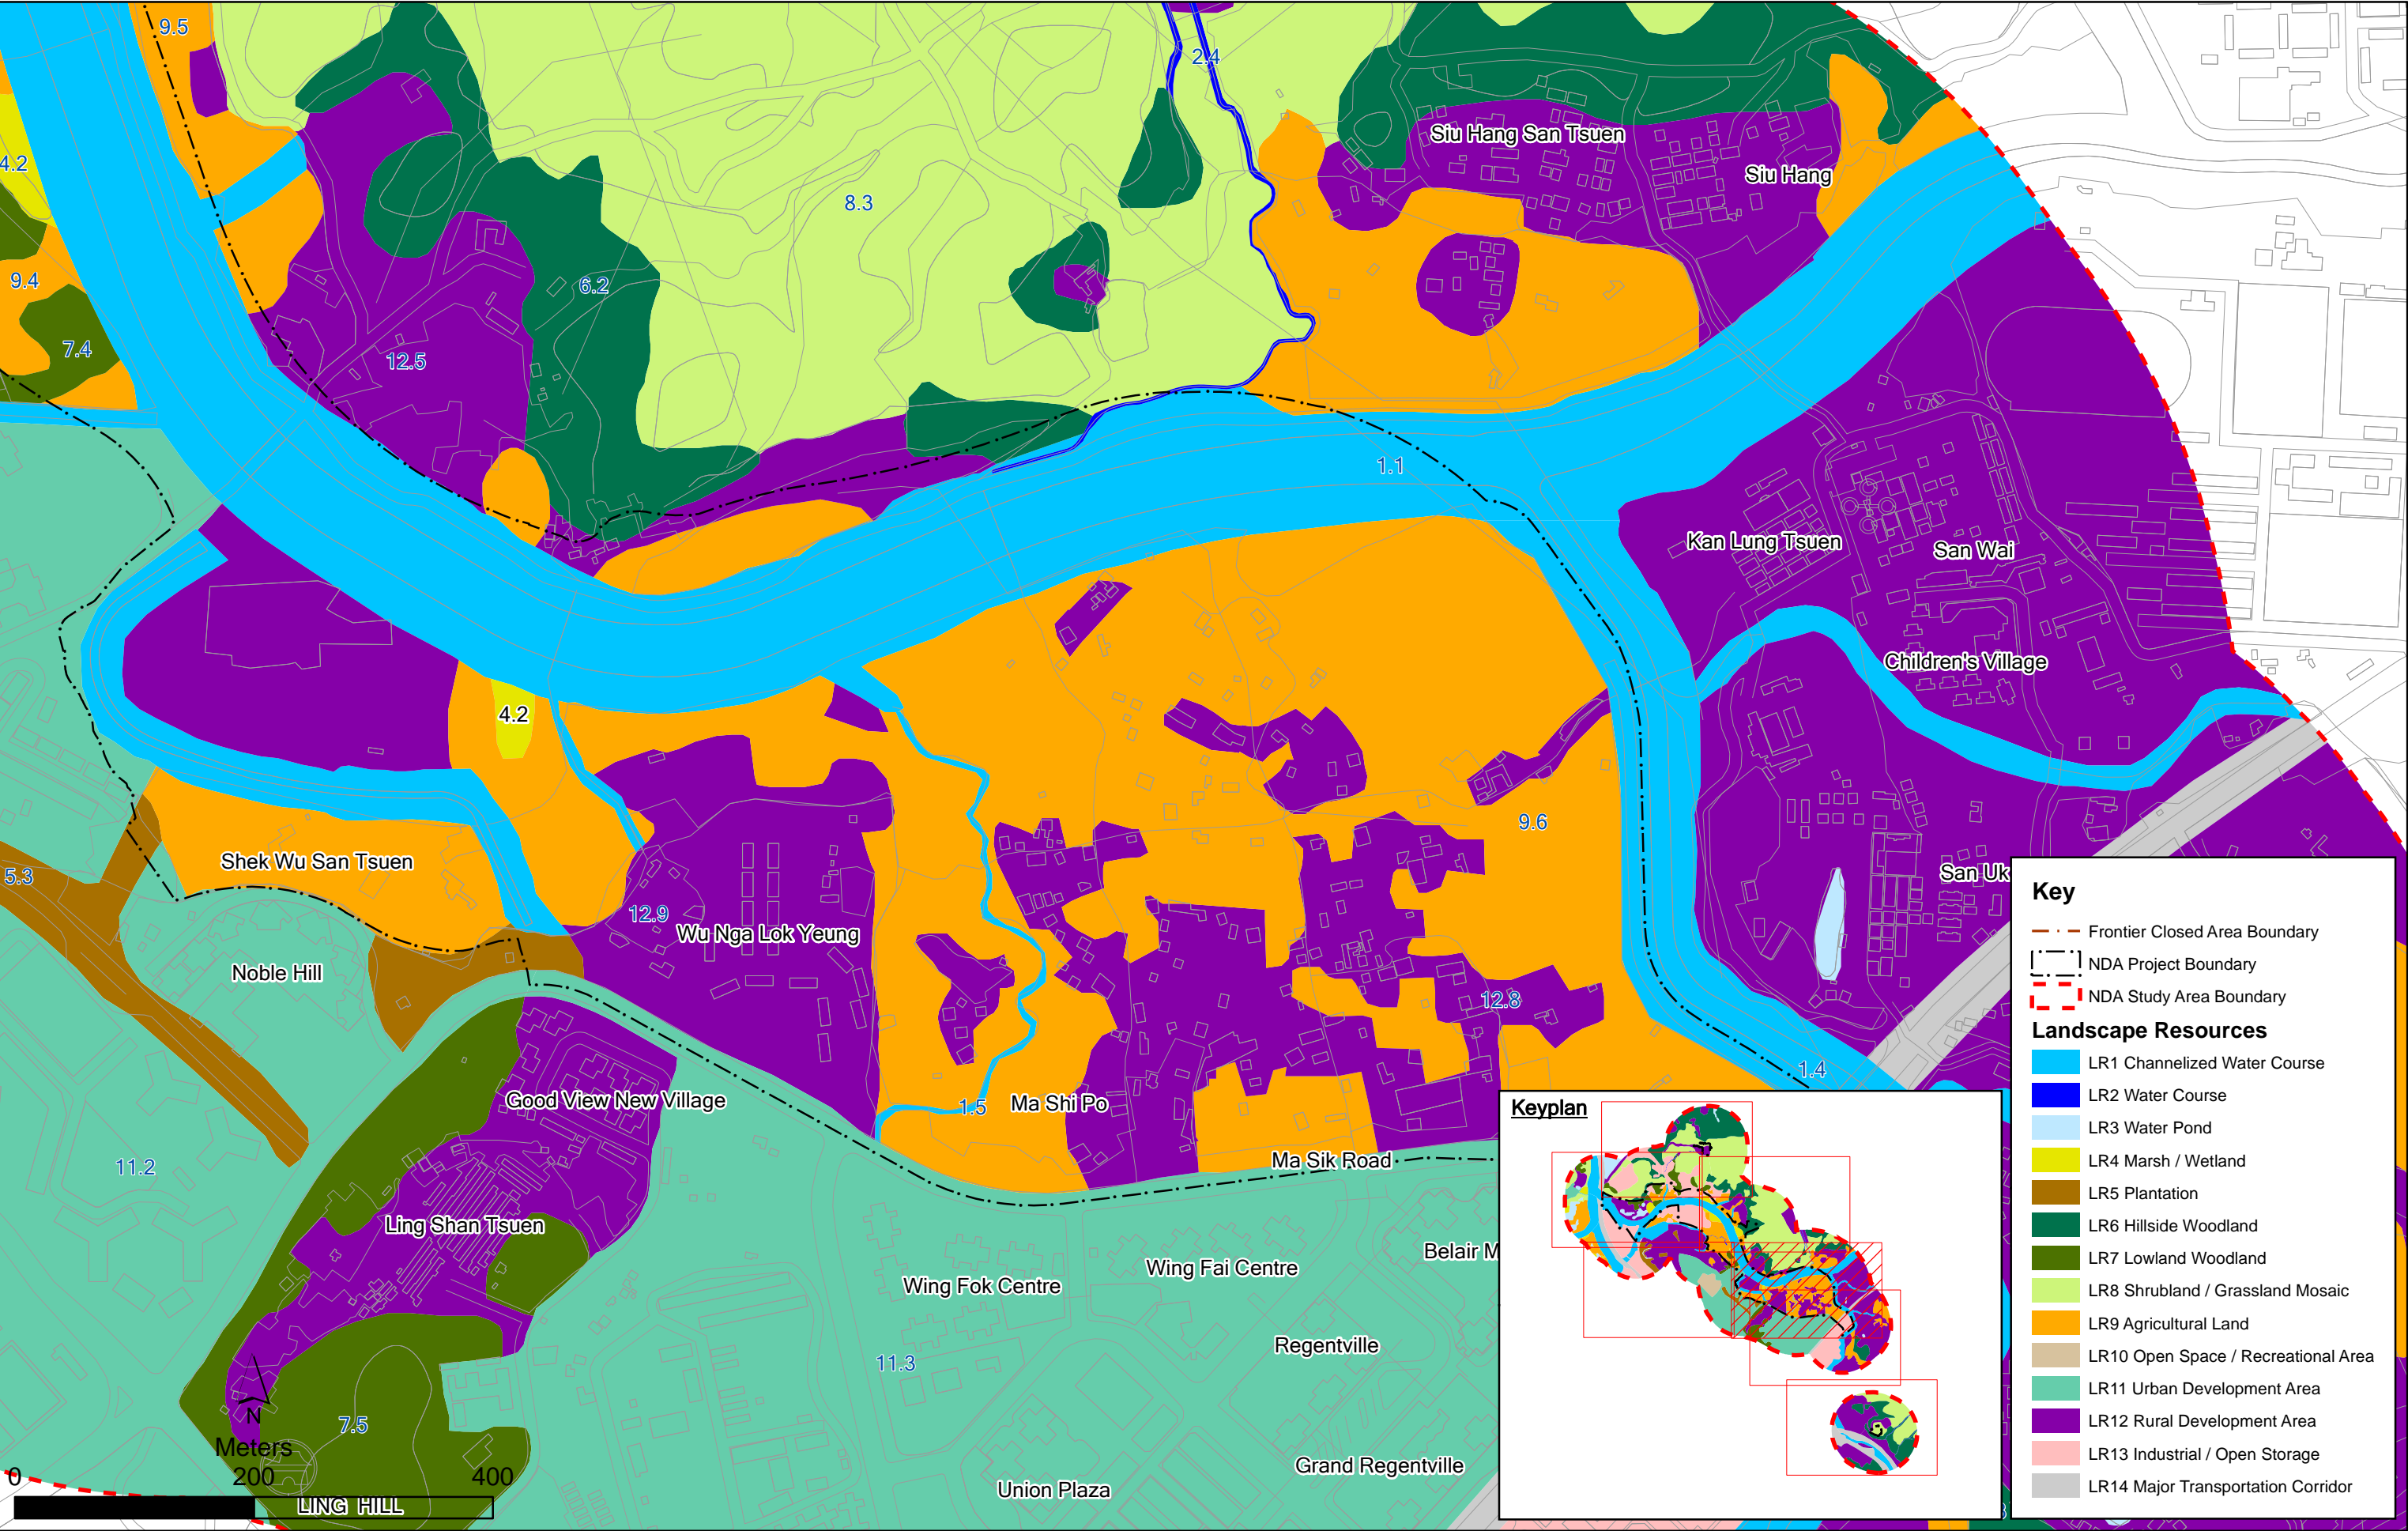 9.5
2.4
Siu Hang San Tsuen
4.2
Siu Hang
8.3
9.4
6.2
7.4
12.5
1.1
Kan Lung Tsuen
San Wai
Children's Village
4.2
9.6
Shek Wu San Tsuen
5.3
San Uk
12.9
Wu Nga Lok Yeung
Noble Hill
12.8
1.4
Good View New Village
1.5
Ma Shi Po
11.2
Ma Sik Road
Ling Shan Tsuen
Belair M
Wing Fai Centre
Wing Fok Centre
Regentville
11.3
7.5
Grand Regentville
Union Plaza
LING HILL
N
Meters
0 200 400
Keyplan
Key
Frontier Closed Area Boundary
NDA Project Boundary
NDA Study Area Boundary
Landscape Resources
LR1 Channelized Water Course
LR2 Water Course
LR3 Water Pond
LR4 Marsh / Wetland
LR5 Plantation
LR6 Hillside Woodland
LR7 Lowland Woodland
LR8 Shrubland / Grassland Mosaic
LR9 Agricultural Land
LR10 Open Space / Recreational Area
LR11 Urban Development Area
LR12 Rural Development Area
LR13 Industrial / Open Storage
LR14 Major Transportation Corridor